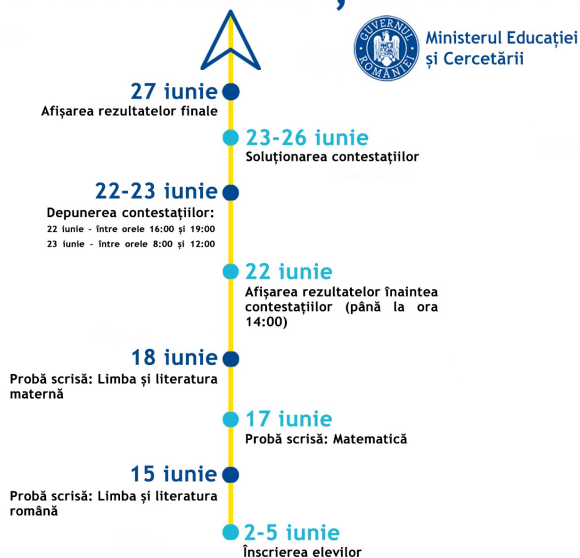 GUVERNUL ROMÂNIEI
Ministerul Educației
și Cercetării
27 iunie
Afișarea rezultatelor finale
23-26 iunie
Soluționarea contestațiilor
22-23 iunie
Depunerea contestațiilor:
22 iunie - între orele 16:00 și 19:00
23 iunie - între orele 8:00 și 12:00
22 iunie
Afișarea rezultatelor înaintea
contestațiilor (până la ora
14:00)
18 iunie
Probă scrisă: Limba și literatura
maternă
17 iunie
Probă scrisă: Matematică
15 iunie
Probă scrisă: Limba și literatura
română
2-5 iunie
Înscrierea elevilor